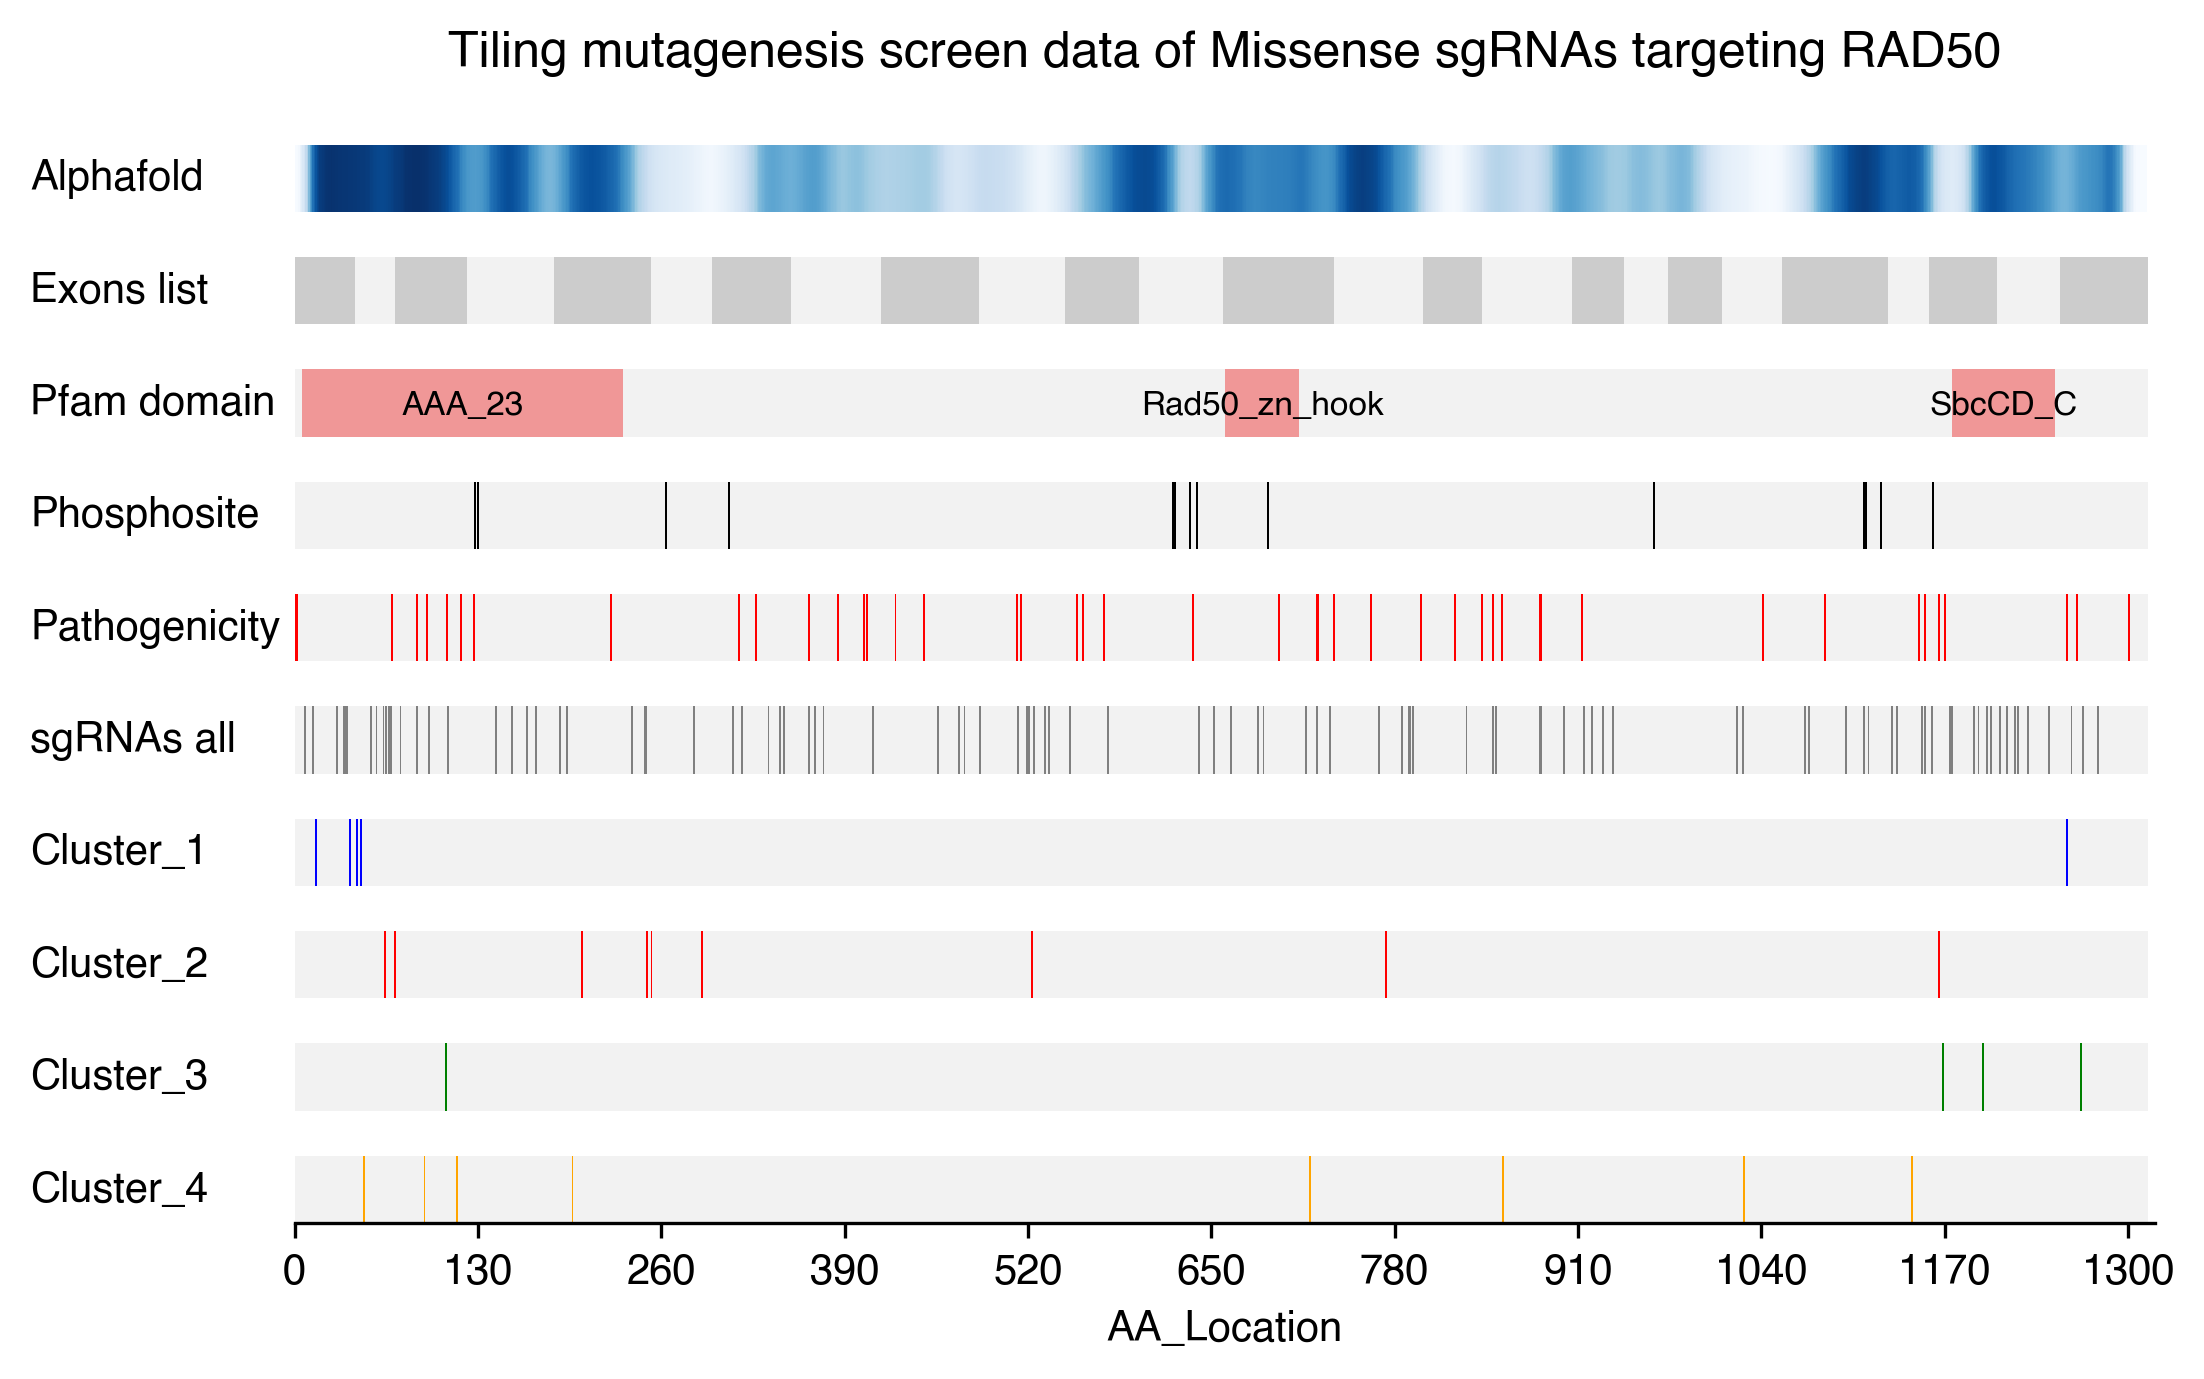 Tiling mutagenesis screen data of Missense sgRNAs targeting RAD50
Alphafold
Exons list
Pfam domain
AAA_23
Rad50_zn_hook
SbcCD_C
Phosphosite
Pathogenicity
sgRNAs all
Cluster_1
Cluster_2
Cluster_3
Cluster_4
0 130 260 390 520 650 780 910 1040 1170 1300
AA_Location